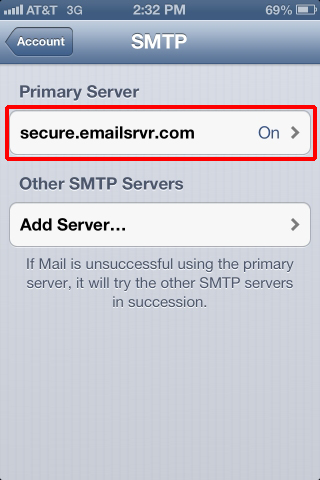 AT&T 3G 2:32 PM 69%
Account SMTP
Primary Server
secure.emailsrvr.com On
Other SMTP Servers
Add Server...
If Mail is unsuccessful using the primary
server, it will try the other SMTP servers
in succession.